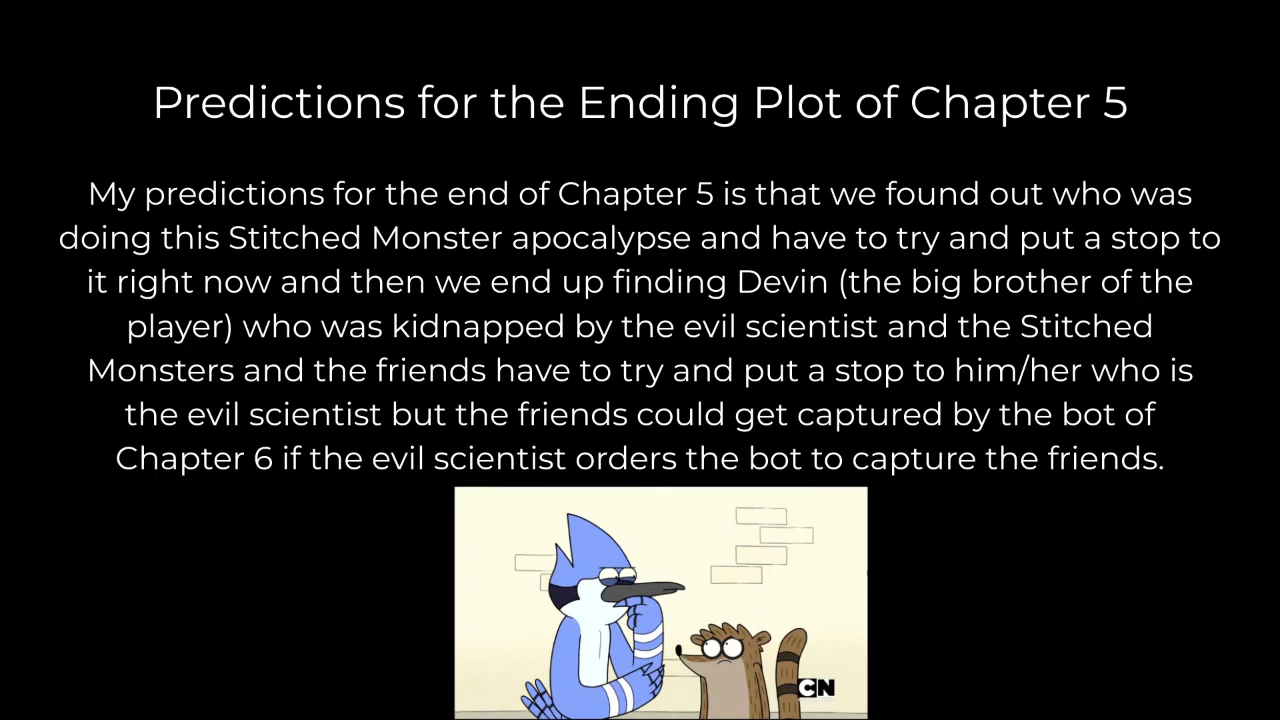 Predictions for the Ending Plot of Chapter 5
My predictions for the end of Chapter 5 is that we found out who was
doing this Stitched Monster apocalypse and have to try and put a stop to
it right now and then we end up finding Devin (the big brother of the
player) who was kidnapped by the evil scientist and the Stitched
Monsters and the friends have to try and put a stop to him/her who is
the evil scientist but the friends could get captured by the bot of
Chapter 6 if the evil scientist orders the bot to capture the friends.
CN